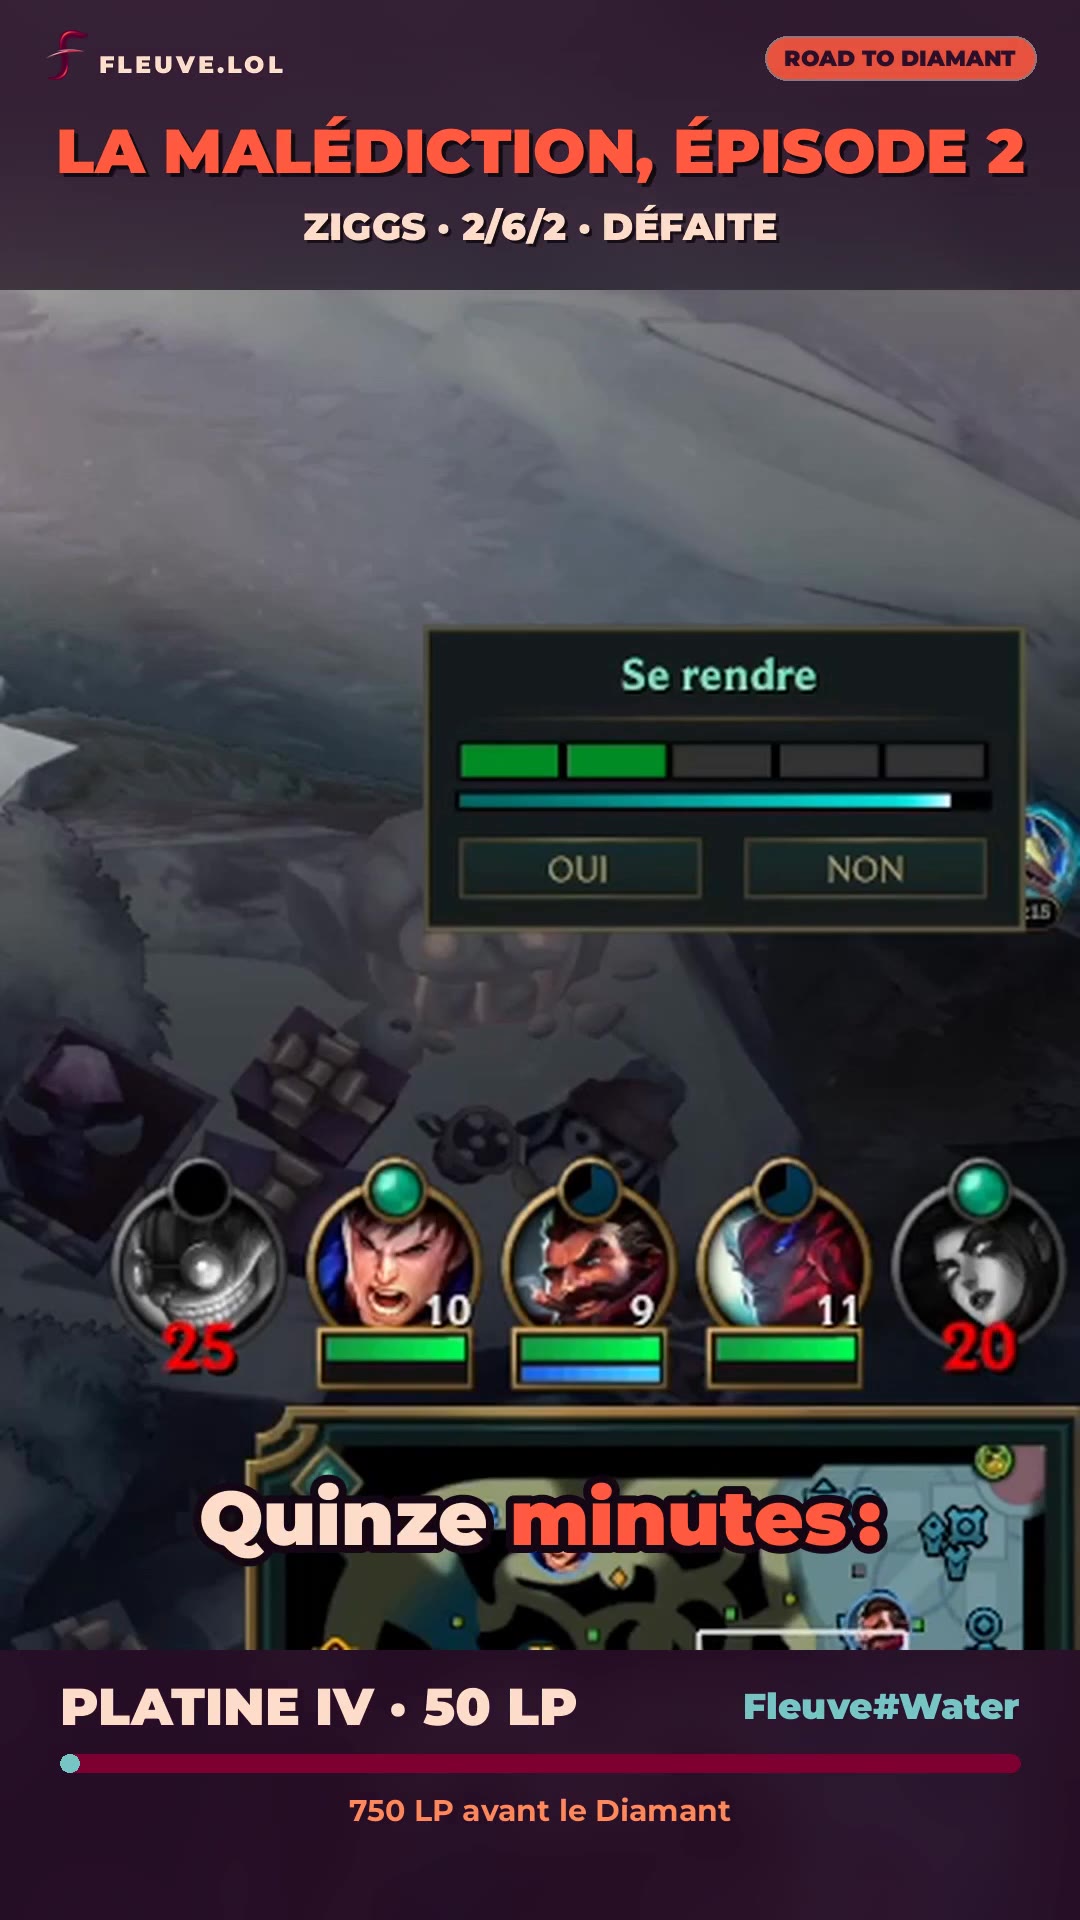 FLEUVE.LOL
ROAD TO DIAMANT
LA MALÉDICTION, ÉPISODE 2
ZIGGS • 2/6/2 • DÉFAITE
Se rendre
OUI
NON
:15
10
9
11
25
20
Quinze minutes:
PLATINE IV • 50 LP
Fleuve#Water
750 LP avant le Diamant